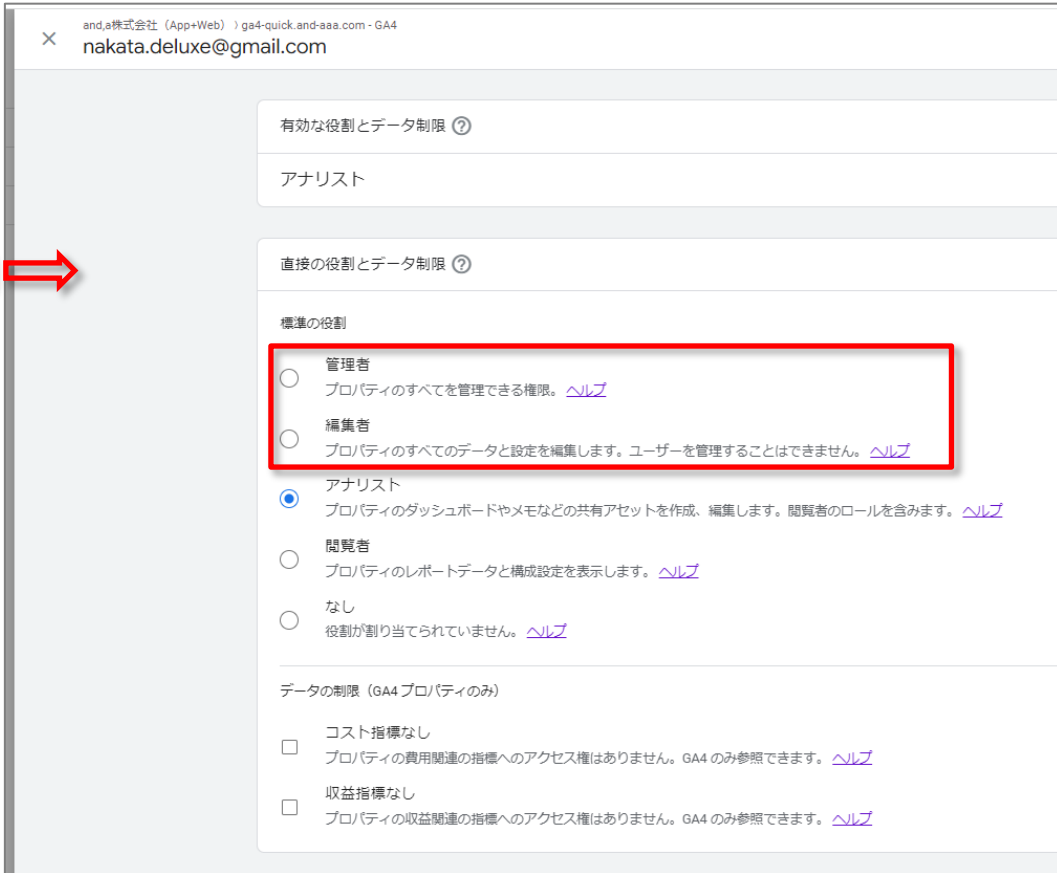 and,a株式会社（App+Web） 〉ga4-quick.and-aaa.com - GA4
nakata.deluxe@gmail.com
有効な役割とデータ制限
アナリスト
直接の役割とデータ制限
標準の役割
管理者
プロパティのすべてを管理できる権限。 ヘルプ
編集者
プロパティのすべてのデータと設定を編集します。ユーザーを管理することはできません。 ヘルプ
アナリスト
プロパティのダッシュボードやメモなどの共有アセットを作成、編集します。閲覧者のロールを含みます。 ヘルプ
閲覧者
プロパティのレポートデータと構成設定を表示します。 ヘルプ
なし
役割が割り当てられていません。 ヘルプ
データの制限（GA4 プロパティのみ）
コスト指標なし
プロパティの費用関連の指標へのアクセス権はありません。GA4 のみ参照できます。 ヘルプ
収益指標なし
プロパティの収益関連の指標へのアクセス権はありません。GA4 のみ参照できます。 ヘルプ